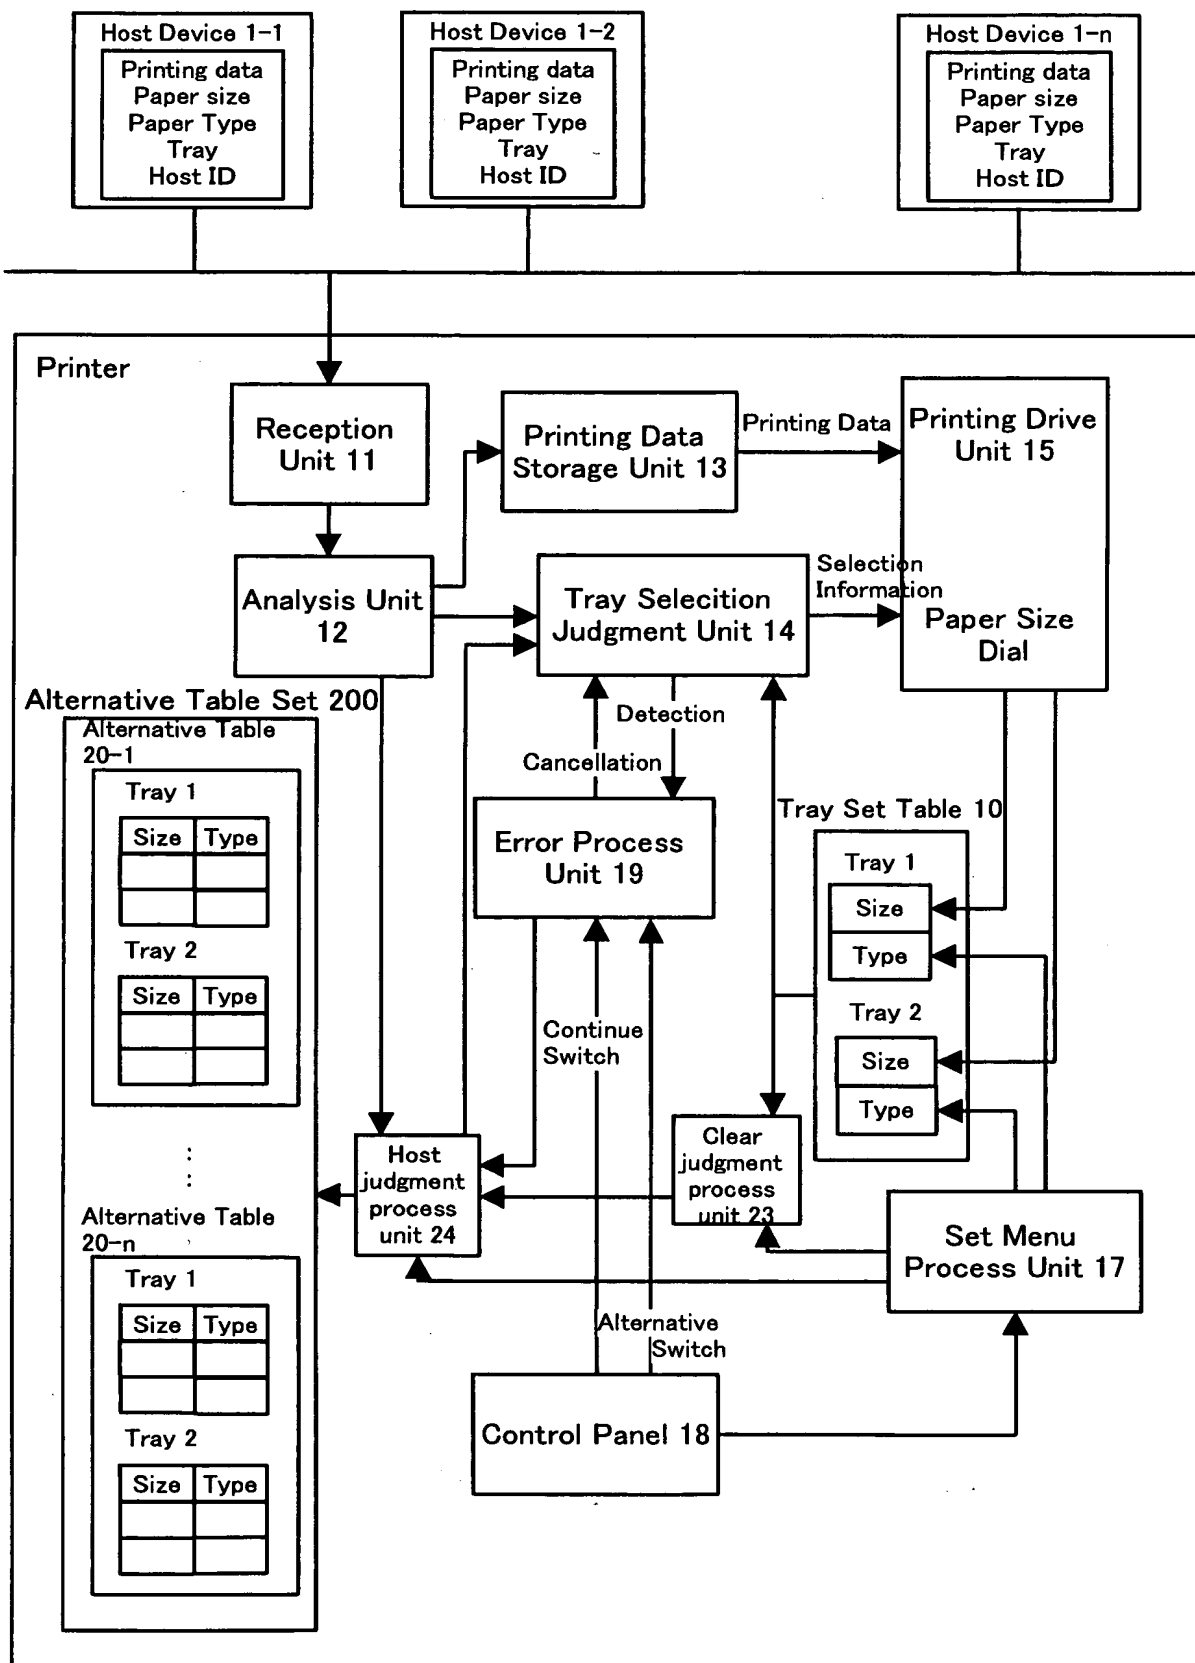 Host Device 1-1
Printing data
Paper size
Paper Type
Tray
Host ID
Host Device 1-2
Printing data
Paper size
Paper Type
Tray
Host ID
Host Device 1-n
Printing data
Paper size
Paper Type
Tray
Host ID
Printer
Reception
Unit 11
Printing Data
Storage Unit 13
Printing Data
Printing Drive
Unit 15
Paper Size
Dial
Analysis Unit
12
Tray Selecition
Judgment Unit 14
Selection
Information
Detection
Cancellation
Error Process
Unit 19
Alternative Table Set 200
Alternative Table
20-1
Tray 1
Size Type
Tray 2
Size Type
⋮
Alternative Table
20-n
Tray 1
Size Type
Tray 2
Size Type
Tray Set Table 10
Tray 1
Size
Type
Tray 2
Size
Type
Continue
Switch
Host
judgment
process
unit 24
Clear
judgment
process
unit 23
Set Menu
Process Unit 17
Alternative
Switch
Control Panel 18